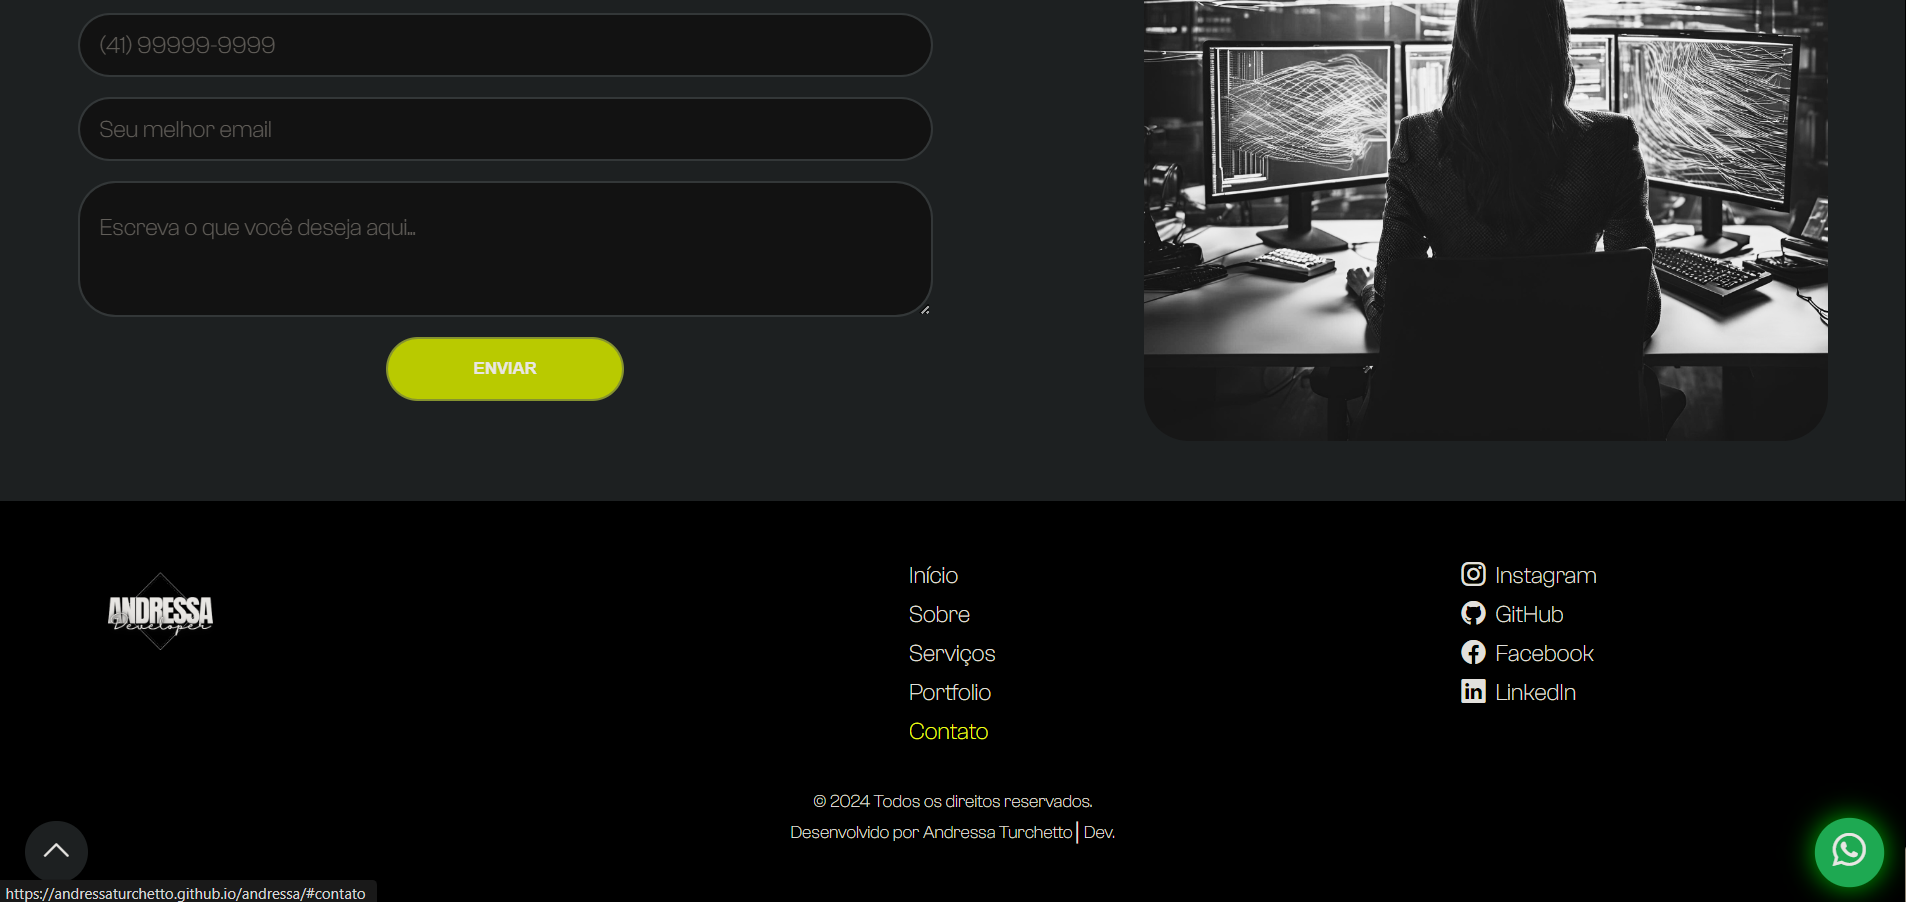 (41) 99999-9999
Seu melhor email
Escreva o que você deseja aqui...
ENVIAR
ANDRESSA
Developer
Início
Sobre
Serviços
Portfolio
Contato
Instagram
GitHub
Facebook
LinkedIn
© 2024 Todos os direitos reservados.
Desenvolvido por Andressa Turchetto | Dev.
https://andressaturchetto.github.io/andressa/#contato